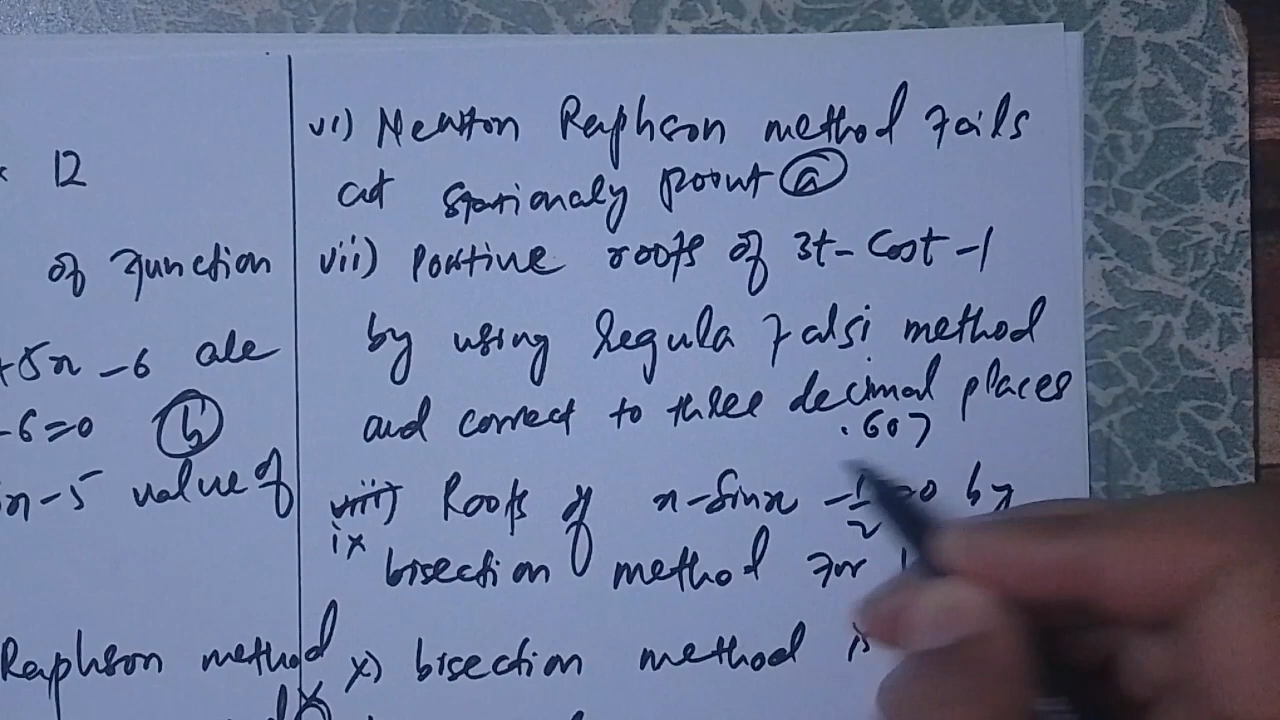 12
of function
+5x-6 are
-6=0 (b)
x-5 value of
Raphson method
vi) Newton Raphson method fails
at stationary point (a)
vii) positive roots of 3t-Cost-1
by using Regula falsi method
and correct to three decimal places
.607
viii) Roots of x-sinx -1/2=0 by
ix
bisection method for
x) bisection method is